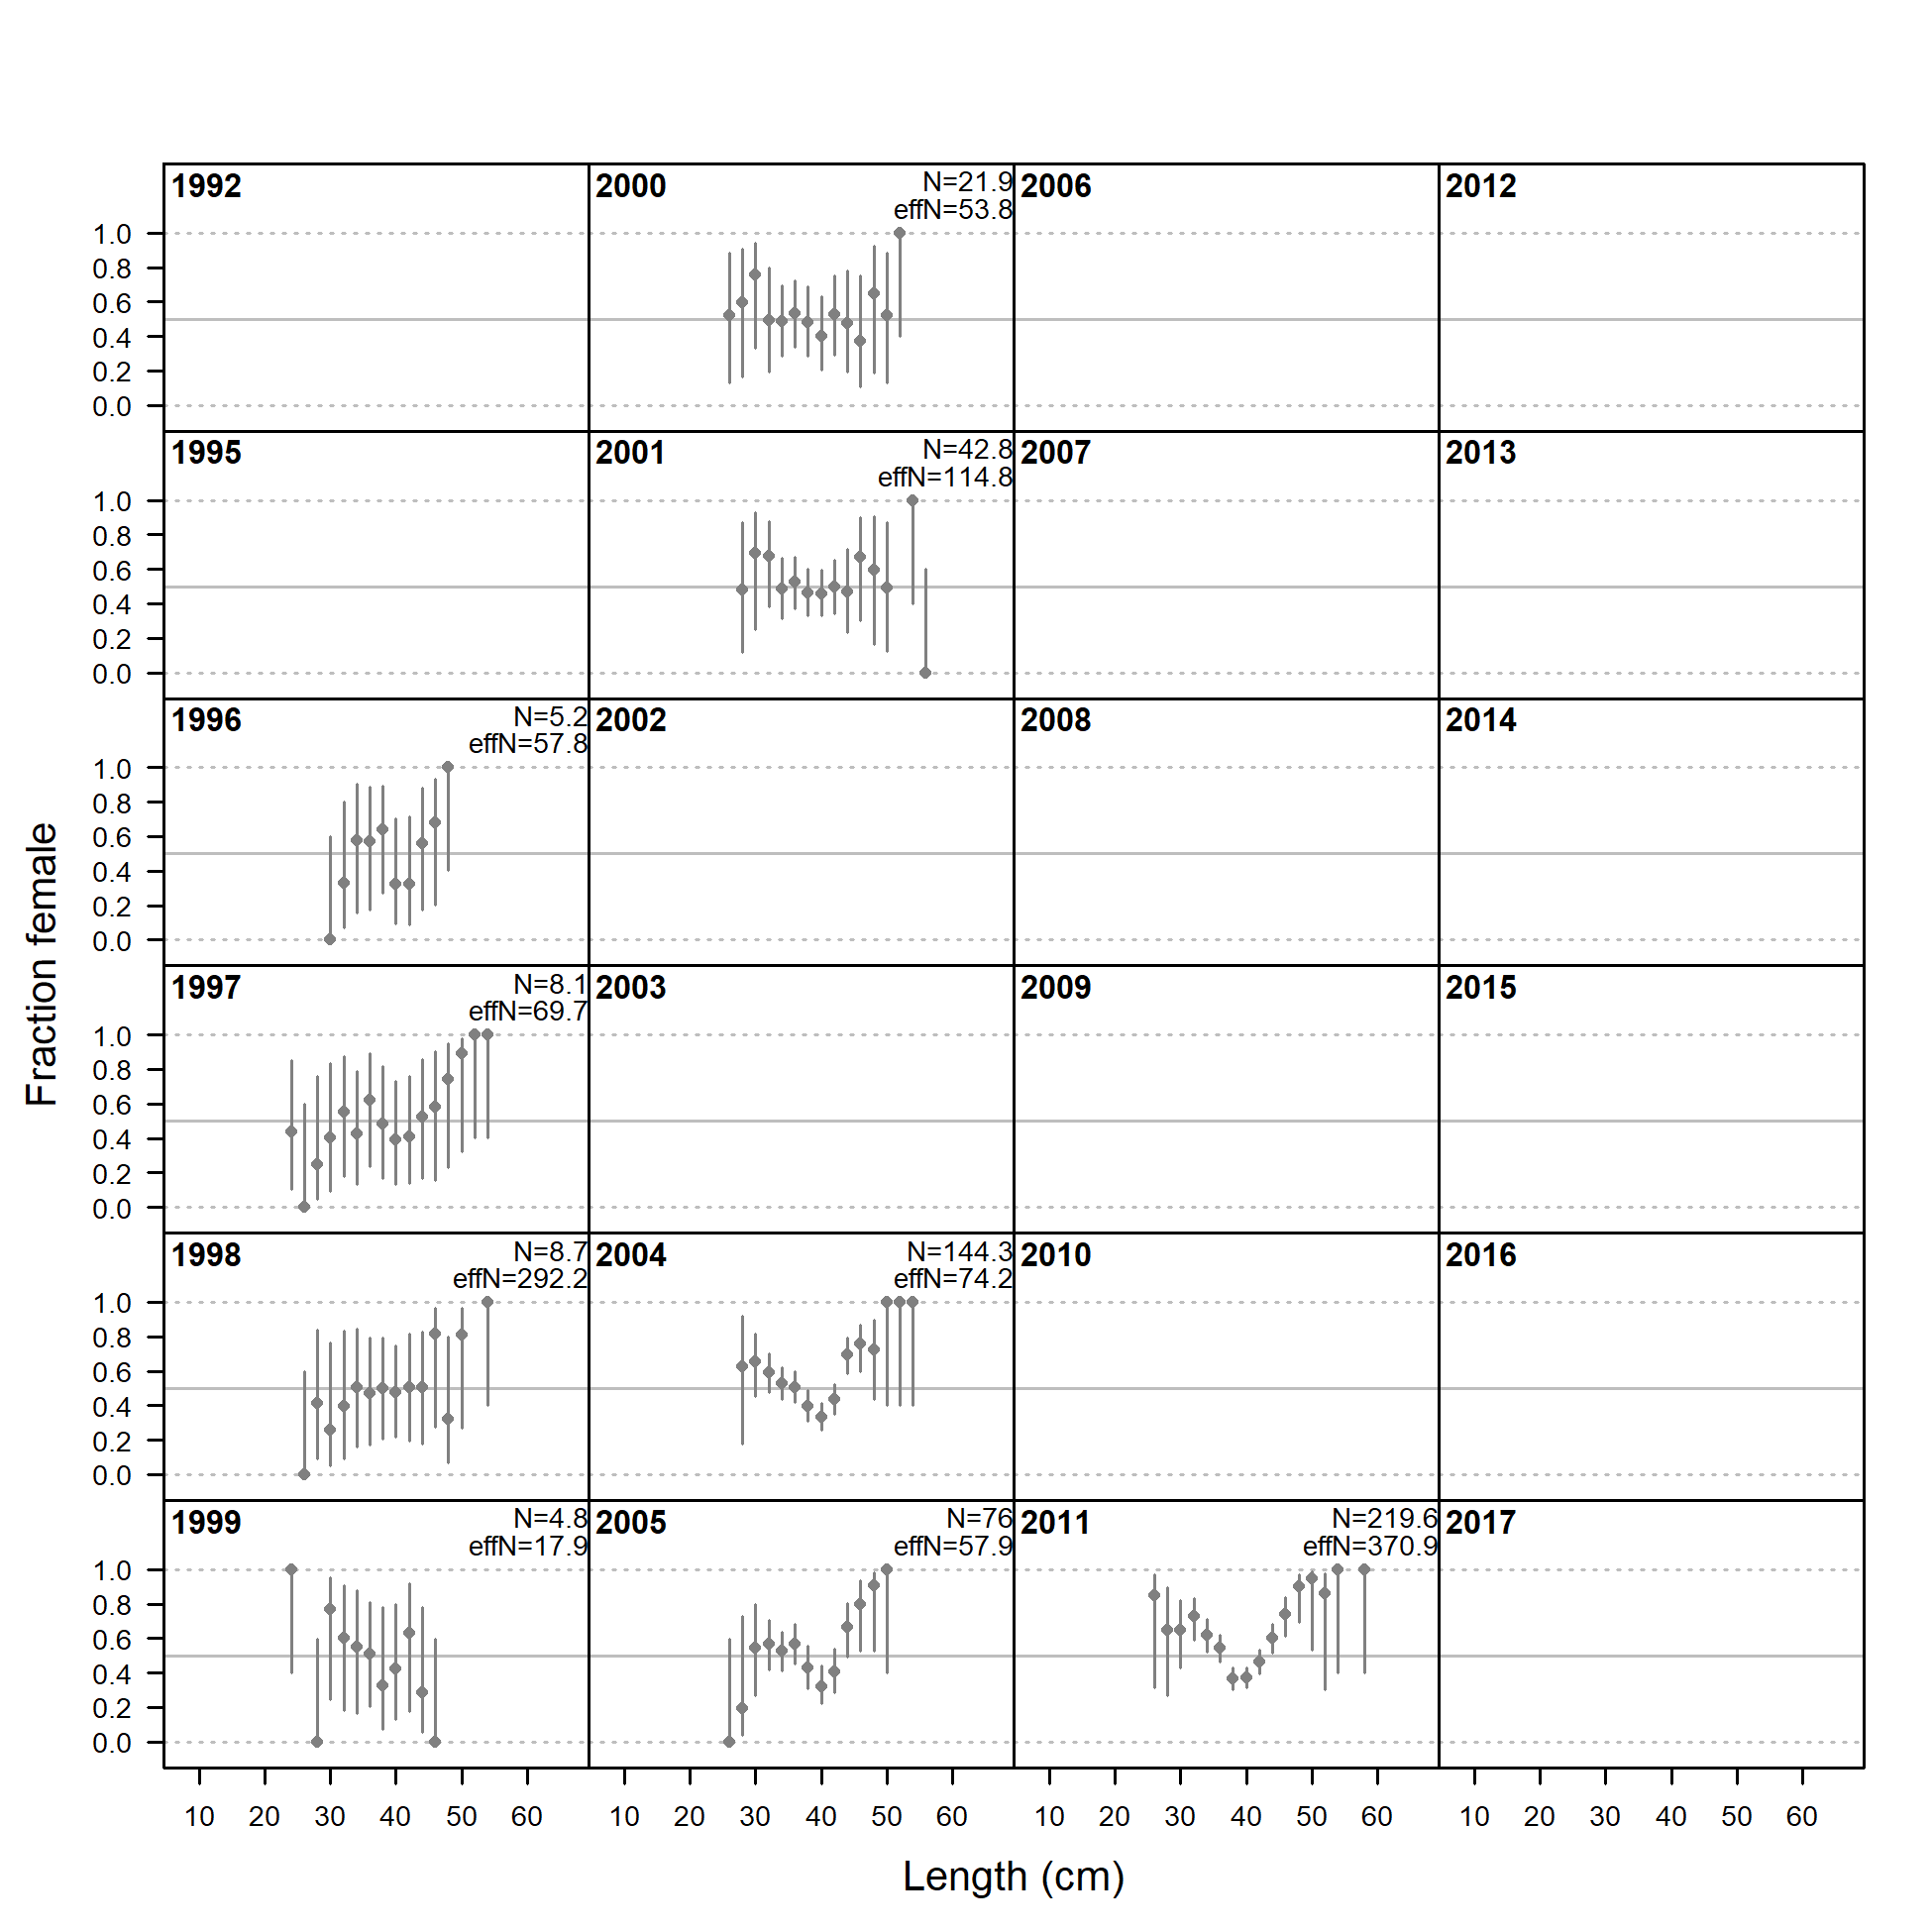 1992
2000
N=21.9
effN=53.8
2006
2012
1.0
0.8
0.6
0.4
0.2
0.0
1995
2001
N=42.8
effN=114.8
2007
2013
1.0
0.8
0.6
0.4
0.2
0.0
1996
N=5.2
effN=57.8
2002
2008
2014
1.0
0.8
0.6
0.4
0.2
0.0
1997
N=8.1
effN=69.7
2003
2009
2015
1.0
0.8
0.6
0.4
0.2
0.0
1998
N=8.7
effN=292.2
2004
N=144.3
effN=74.2
2010
2016
1.0
0.8
0.6
0.4
0.2
0.0
1999
N=4.8
effN=17.9
2005
N=76
effN=57.9
2011
N=219.6
effN=370.9
2017
1.0
0.8
0.6
0.4
0.2
0.0
10 20 30 40 50 60 10 20 30 40 50 60 10 20 30 40 50 60 10 20 30 40 50 60
Length (cm)
Fraction female